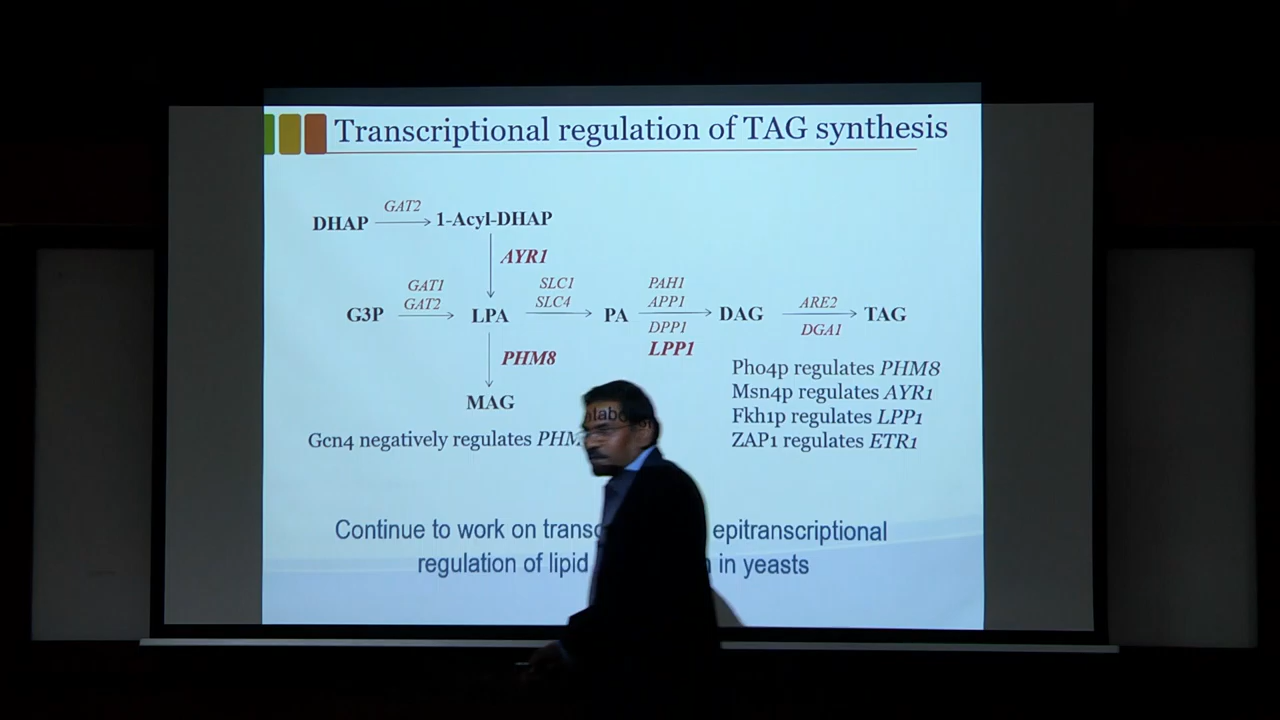 Transcriptional regulation of TAG synthesis
DHAP GAT2 1-Acyl-DHAP
AYR1
GAT1 SLC1 PAH1
GAT2 SLC4 APP1 ARE2
G3P LPA PA DAG TAG
DPP1 DGA1
PHM8 LPP1
Pho4p regulates PHM8
Msn4p regulates AYR1
MAG
Fkh1p regulates LPP1
Gcn4 negatively regulates PHM
ZAP1 regulates ETR1
Continue to work on epitranscriptional
regulation of lipid in yeasts